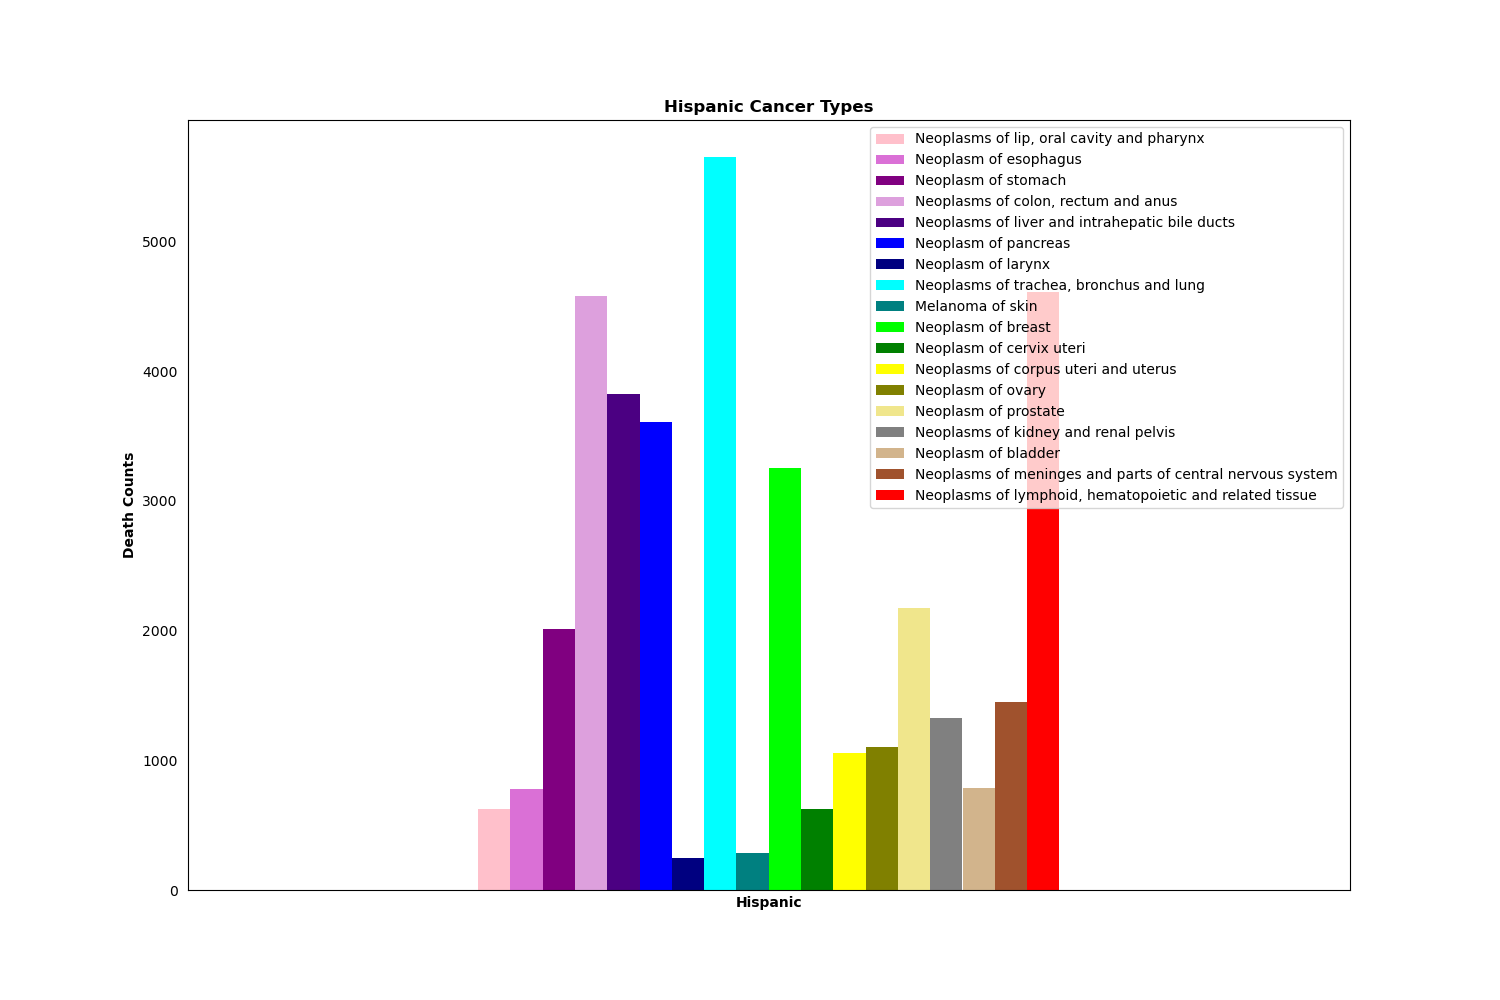 Hispanic Cancer Types
Neoplasms of lip, oral cavity and pharynx
Neoplasm of esophagus
Neoplasm of stomach
Neoplasms of colon, rectum and anus
Neoplasms of liver and intrahepatic bile ducts
Neoplasm of pancreas
Neoplasm of larynx
Neoplasms of trachea, bronchus and lung
Melanoma of skin
Neoplasm of breast
Neoplasm of cervix uteri
Neoplasms of corpus uteri and uterus
Neoplasm of ovary
Neoplasm of prostate
Neoplasms of kidney and renal pelvis
Neoplasm of bladder
Neoplasms of meninges and parts of central nervous system
Neoplasms of lymphoid, hematopoietic and related tissue
Death Counts
5000
4000
3000
2000
1000
0
Hispanic